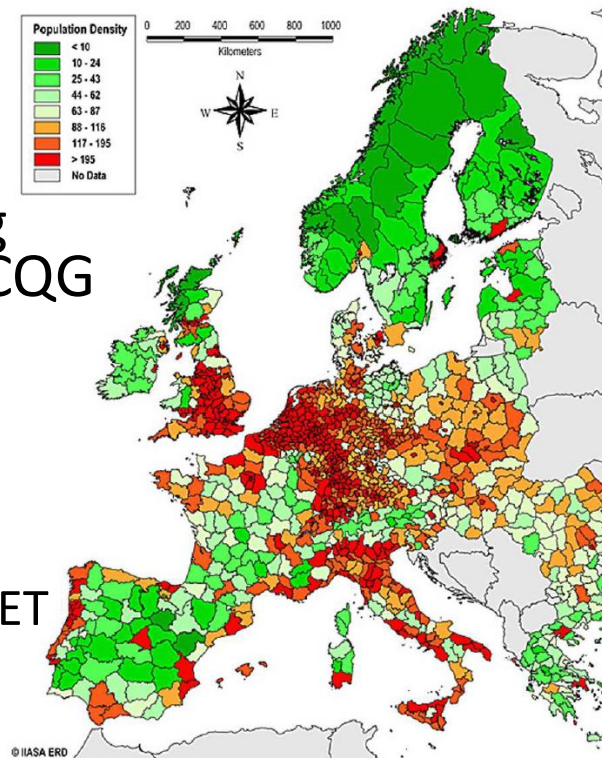 Population Density
< 10
10 - 24
25 - 43
44 - 62
63 - 87
88 - 116
117 - 195
> 195
No Data
0 200 400 600 800 1000
Kilometers
N
W E
S
g
CQG
ET
© IIASA ERD